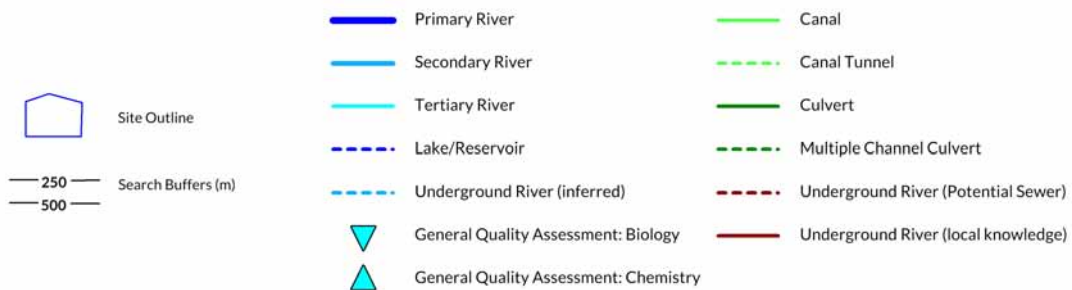 Site Outline
250
Search Buffers (m)
500
Primary River
Secondary River
Tertiary River
Lake/Reservoir
Underground River (inferred)
General Quality Assessment: Biology
General Quality Assessment: Chemistry
Canal
Canal Tunnel
Culvert
Multiple Channel Culvert
Underground River (Potential Sewer)
Underground River (local knowledge)